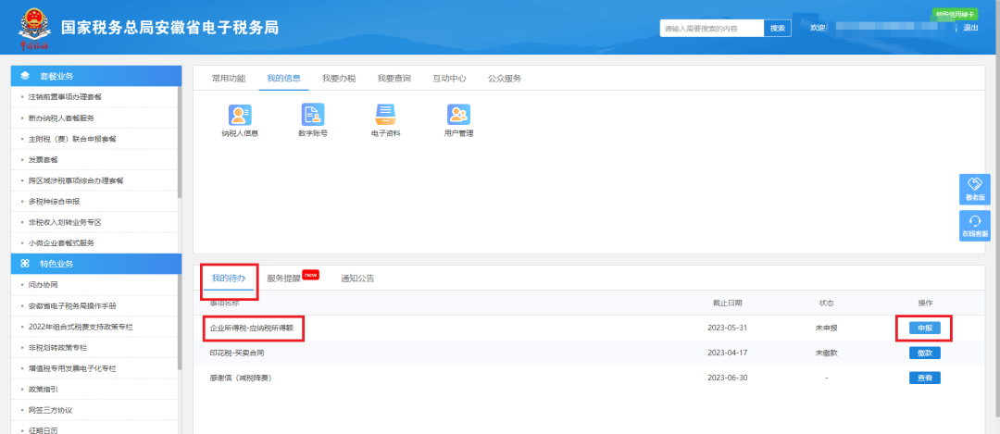 国家税务总局安徽省电子税务局
请输入需要搜索的内容 搜索 欢迎 退出
纳税信用绿卡
套餐业务
注销前置事项办理套餐
新办纳税人套餐服务
主附税（费）联合申报套餐
发票套餐
跨区域涉税事项综合办理套餐
多税种综合申报
非税收入划转业务专区
小微企业套餐式服务
特色业务
问办协同
安徽省电子税务局操作手册
2022年组合式税费支持政策专栏
非税划转政策专栏
增值税专用发票电子化专栏
政策指引
网签三方协议
征期日历
常用功能 我的信息 我要办税 我要查询 互动中心 公众服务
纳税人信息 数字账号 电子资料 用户管理
敬老版
在线客服
我的待办 服务提醒 new 通知公告
事项名称 截止日期 状态 操作
企业所得税-应纳税所得额 2023-05-31 未申报 申报
印花税-买卖合同 2023-04-17 未缴款 缴款
感谢信（减税降费） 2023-06-30 - 查看